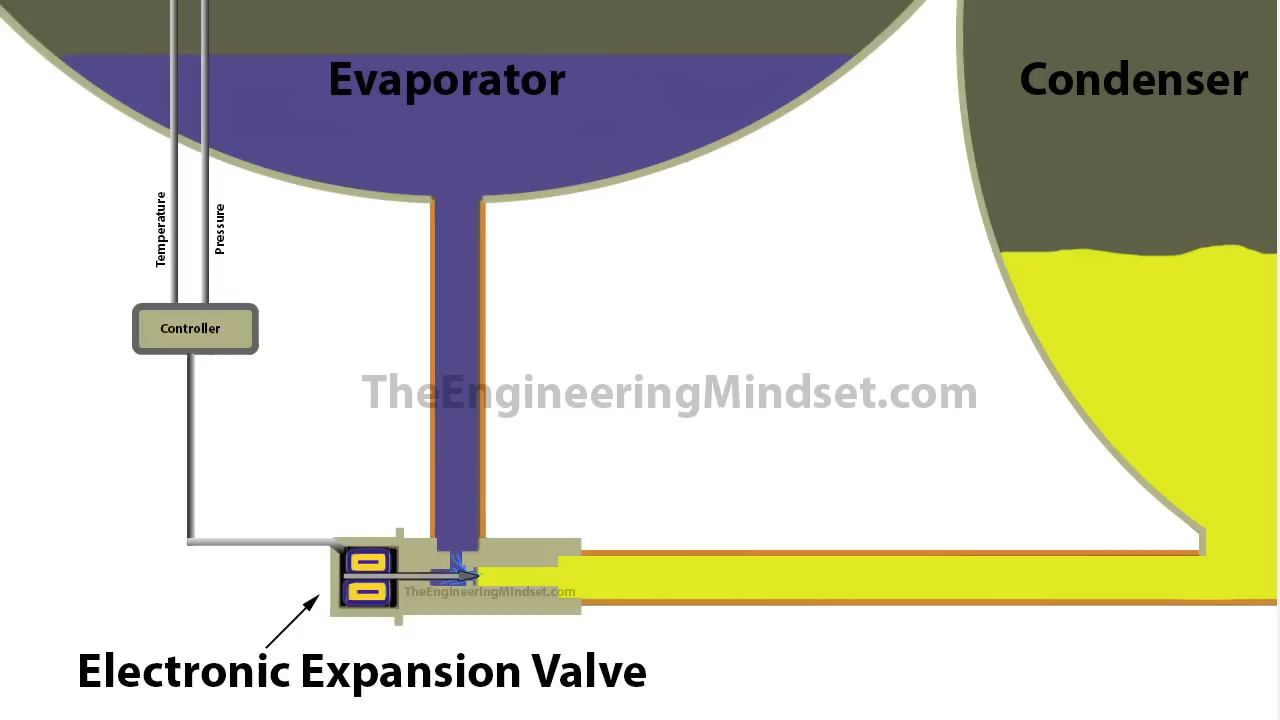 Evaporator
Condenser
Temperature
Pressure
Controller
TheEngineeringMindset.com
TheEngineeringMindset.com
Electronic Expansion Valve